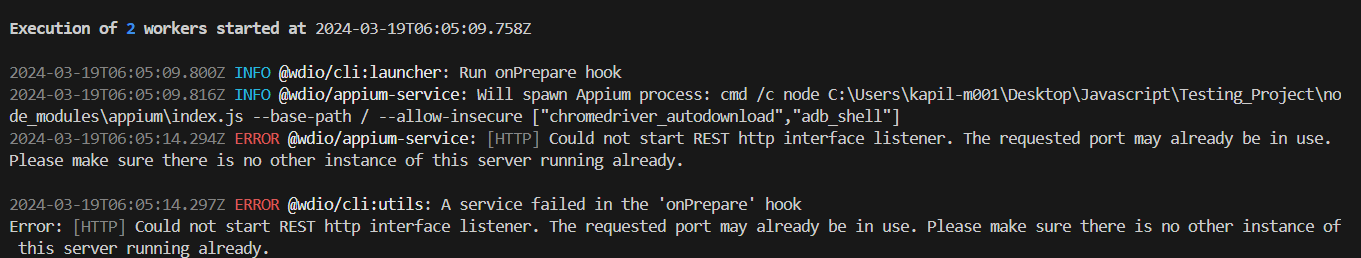 Execution of 2 workers started at 2024-03-19T06:05:09.758Z
2024-03-19T06:05:09.800Z INFO @wdio/cli:launcher: Run onPrepare hook
2024-03-19T06:05:09.816Z INFO @wdio/appium-service: Will spawn Appium process: cmd /c node C:\Users\kapil-m001\Desktop\Javascript\Testing_Project\no
de_modules\appium\index.js --base-path / --allow-insecure ["chromedriver_autodownload","adb_shell"]
2024-03-19T06:05:14.294Z ERROR @wdio/appium-service: [HTTP] Could not start REST http interface listener. The requested port may already be in use.
Please make sure there is no other instance of this server running already.
2024-03-19T06:05:14.297Z ERROR @wdio/cli:utils: A service failed in the 'onPrepare' hook
Error: [HTTP] Could not start REST http interface listener. The requested port may already be in use. Please make sure there is no other instance of
this server running already.